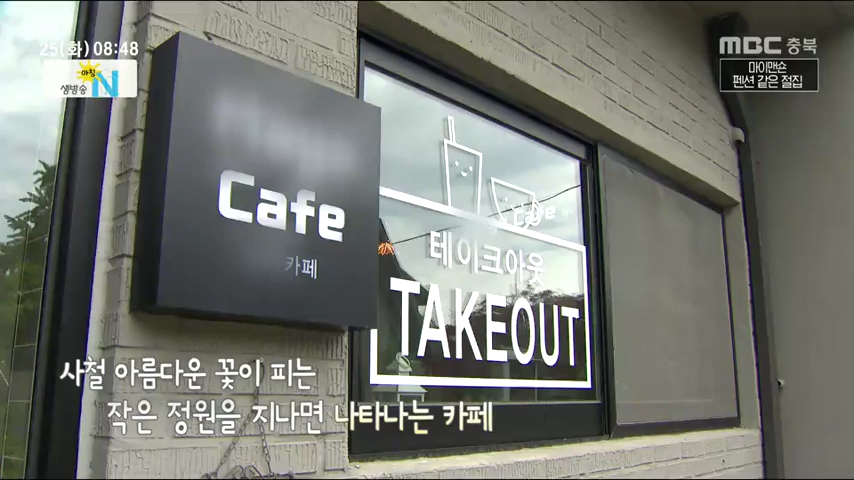 25(화) 08:48
아침
생방송 N
MBC 충북
마이맨숀
펜션 같은 절집
Cafe
카페
Cafe
테이크아웃
TAKEOUT
사철 아름다운 꽃이 피는
작은 정원을 지나면 나타나는 카페